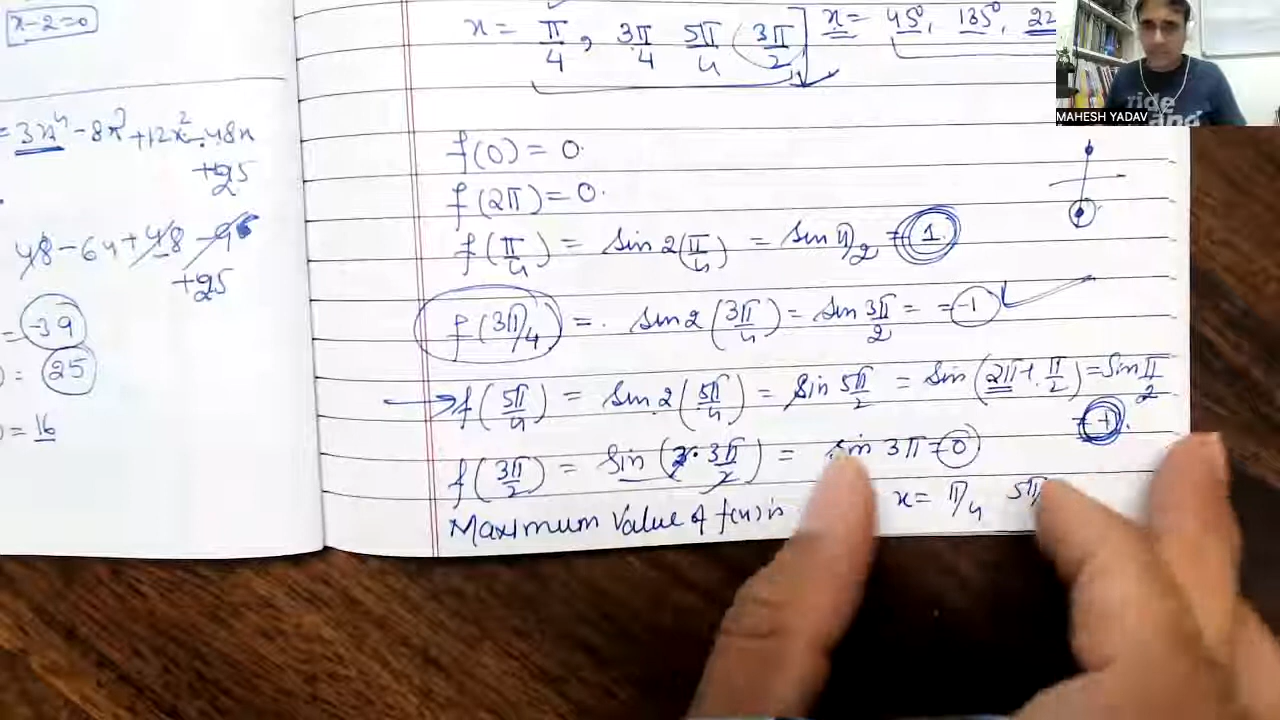 x-2=0
= 3x⁴ - 8x³ + 12x² - 48x
+25
48 - 64 + 48 - 96
+25
= -39
) = 25
) = 16
x = π/4, 3π/4 5π/4 (3π/2] x = 45°, 135°, 22
f(0) = 0.
f(2π) = 0.
f(π/4) = sin 2(π/4) = sin π/2 = 1.
f(3π/4) = . sin 2(3π/4) = sin 3π/2 = = -1
→ f(5π/4) = sin 2(5π/4) = sin 5π/2 = sin(2π + π/2) = sin π/2
= +1.
f(3π/2) = sin(2·3π/2) = sin 3π = 0
Maximum Value of f(x) is x = π/4 5π/
ride
MAHESH YADAV